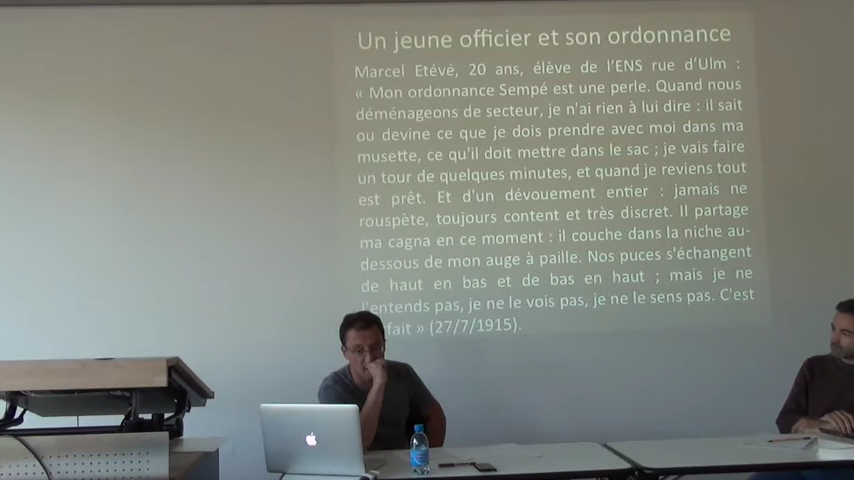 Un jeune officier et son ordonnance
Marcel Etévé, 20 ans, élève de l'ENS rue d'Ulm :
« Mon ordonnance Sempé est une perle. Quand nous
déménageons de secteur, je n'ai rien à lui dire : il sait
ou devine ce que je dois prendre avec moi dans ma
musette, ce qu'il doit mettre dans le sac ; je vais faire
un tour de quelques minutes, et quand je reviens tout
est prêt. Et d'un dévouement entier : jamais ne
rouspète, toujours content et très discret. Il partage
ma cagna en ce moment : il couche dans la niche au-
dessous de mon auge à paille. Nos puces s'échangent
de haut en bas et de bas en haut ; mais je ne
l'entends pas, je ne le vois pas, je ne le sens pas. C'est
fait » (27/7/1915).